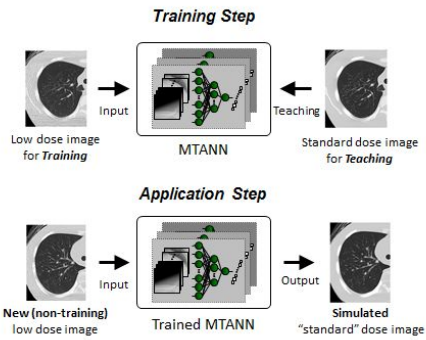 Training Step
Input
Teaching
Low dose image
for Training
MTANN
Standard dose image
for Teaching
Application Step
Input
Output
New (non-training)
low dose image
Trained MTANN
Simulated
"standard" dose image